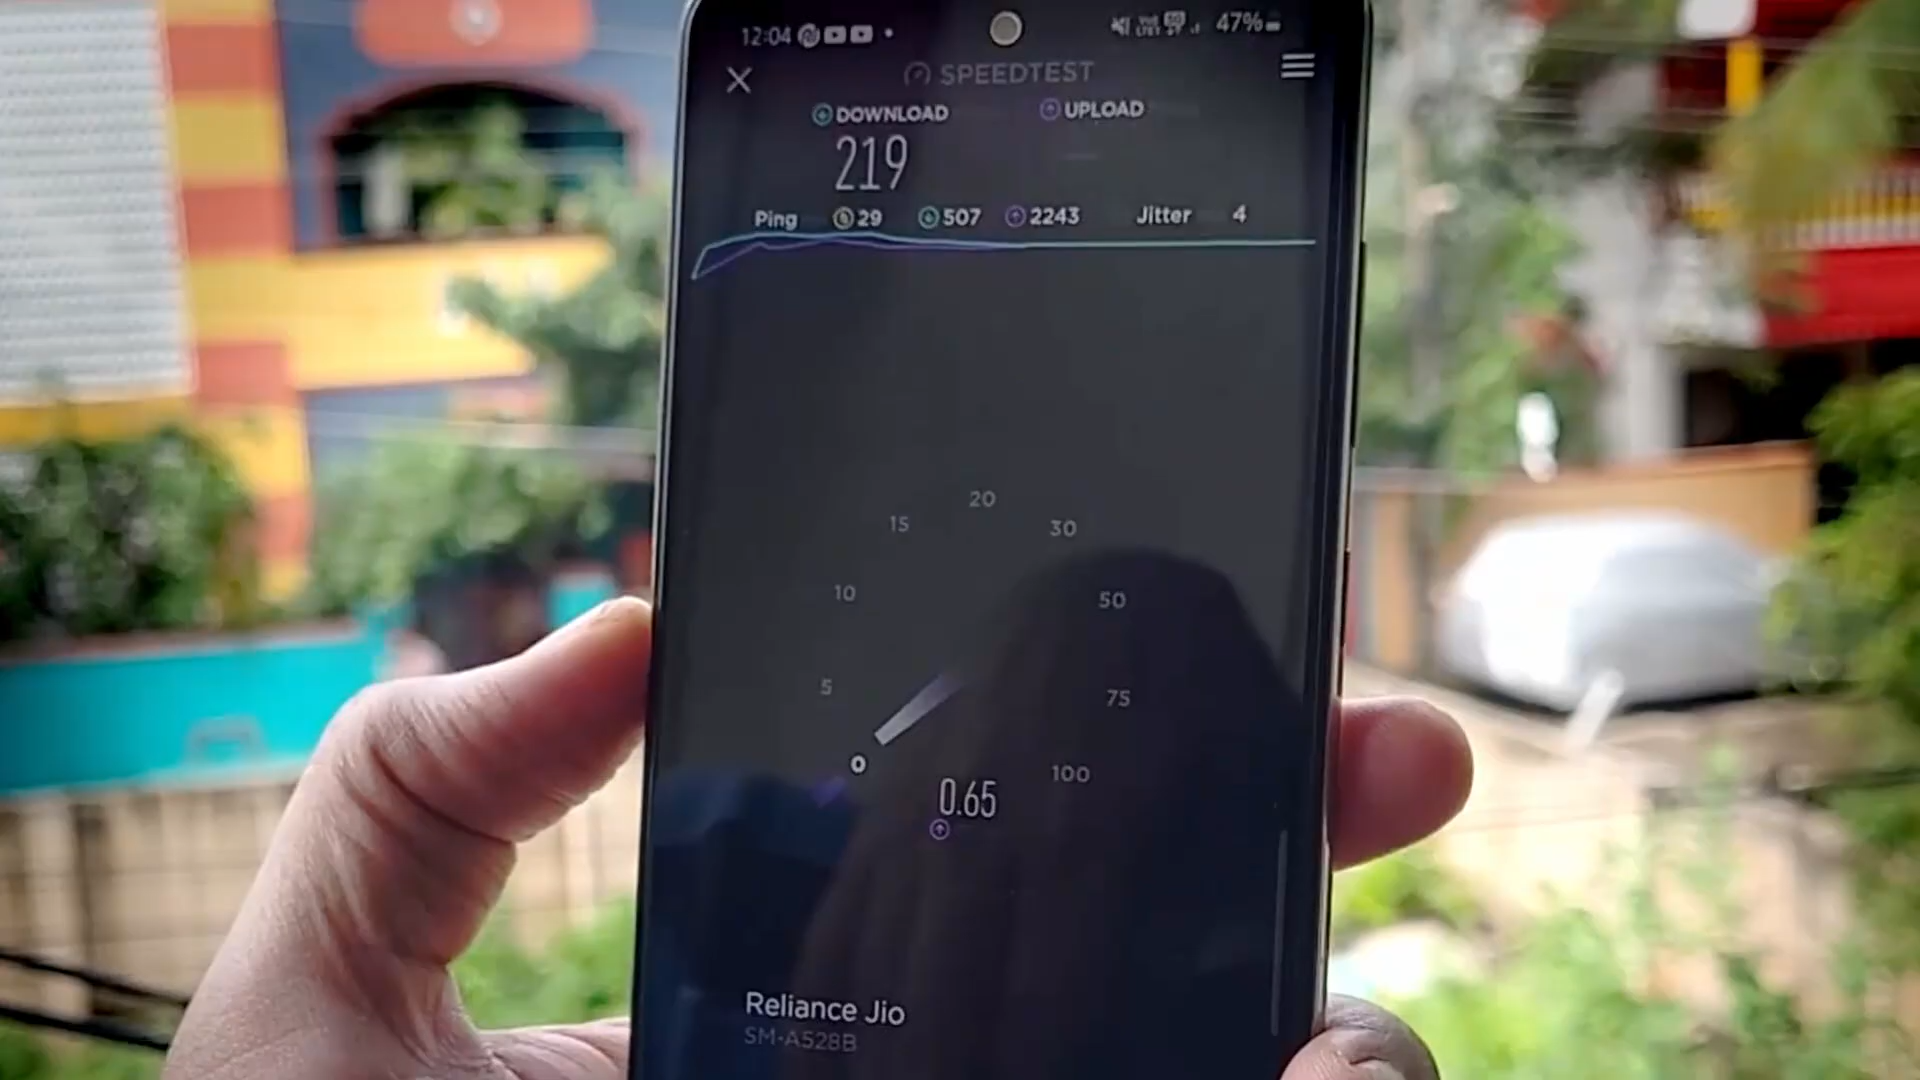 12:04 47%
SPEEDTEST
DOWNLOAD UPLOAD
219
Ping 29 507 2243 Jitter 4
20
15 30
10 50
5 75
0 100
0.65
Reliance Jio
SM-A528B